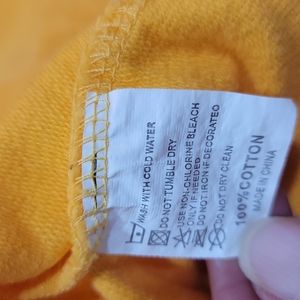 WASH WITH COLD WATER
DO NOT TUMBLE DRY
USE NON-CHLORINE BLEACH
ONLY IF NEEDED
DO NOT IRON IF DECORATED
DO NOT DRY CLEAN
100% COTTON
MADE IN CHINA